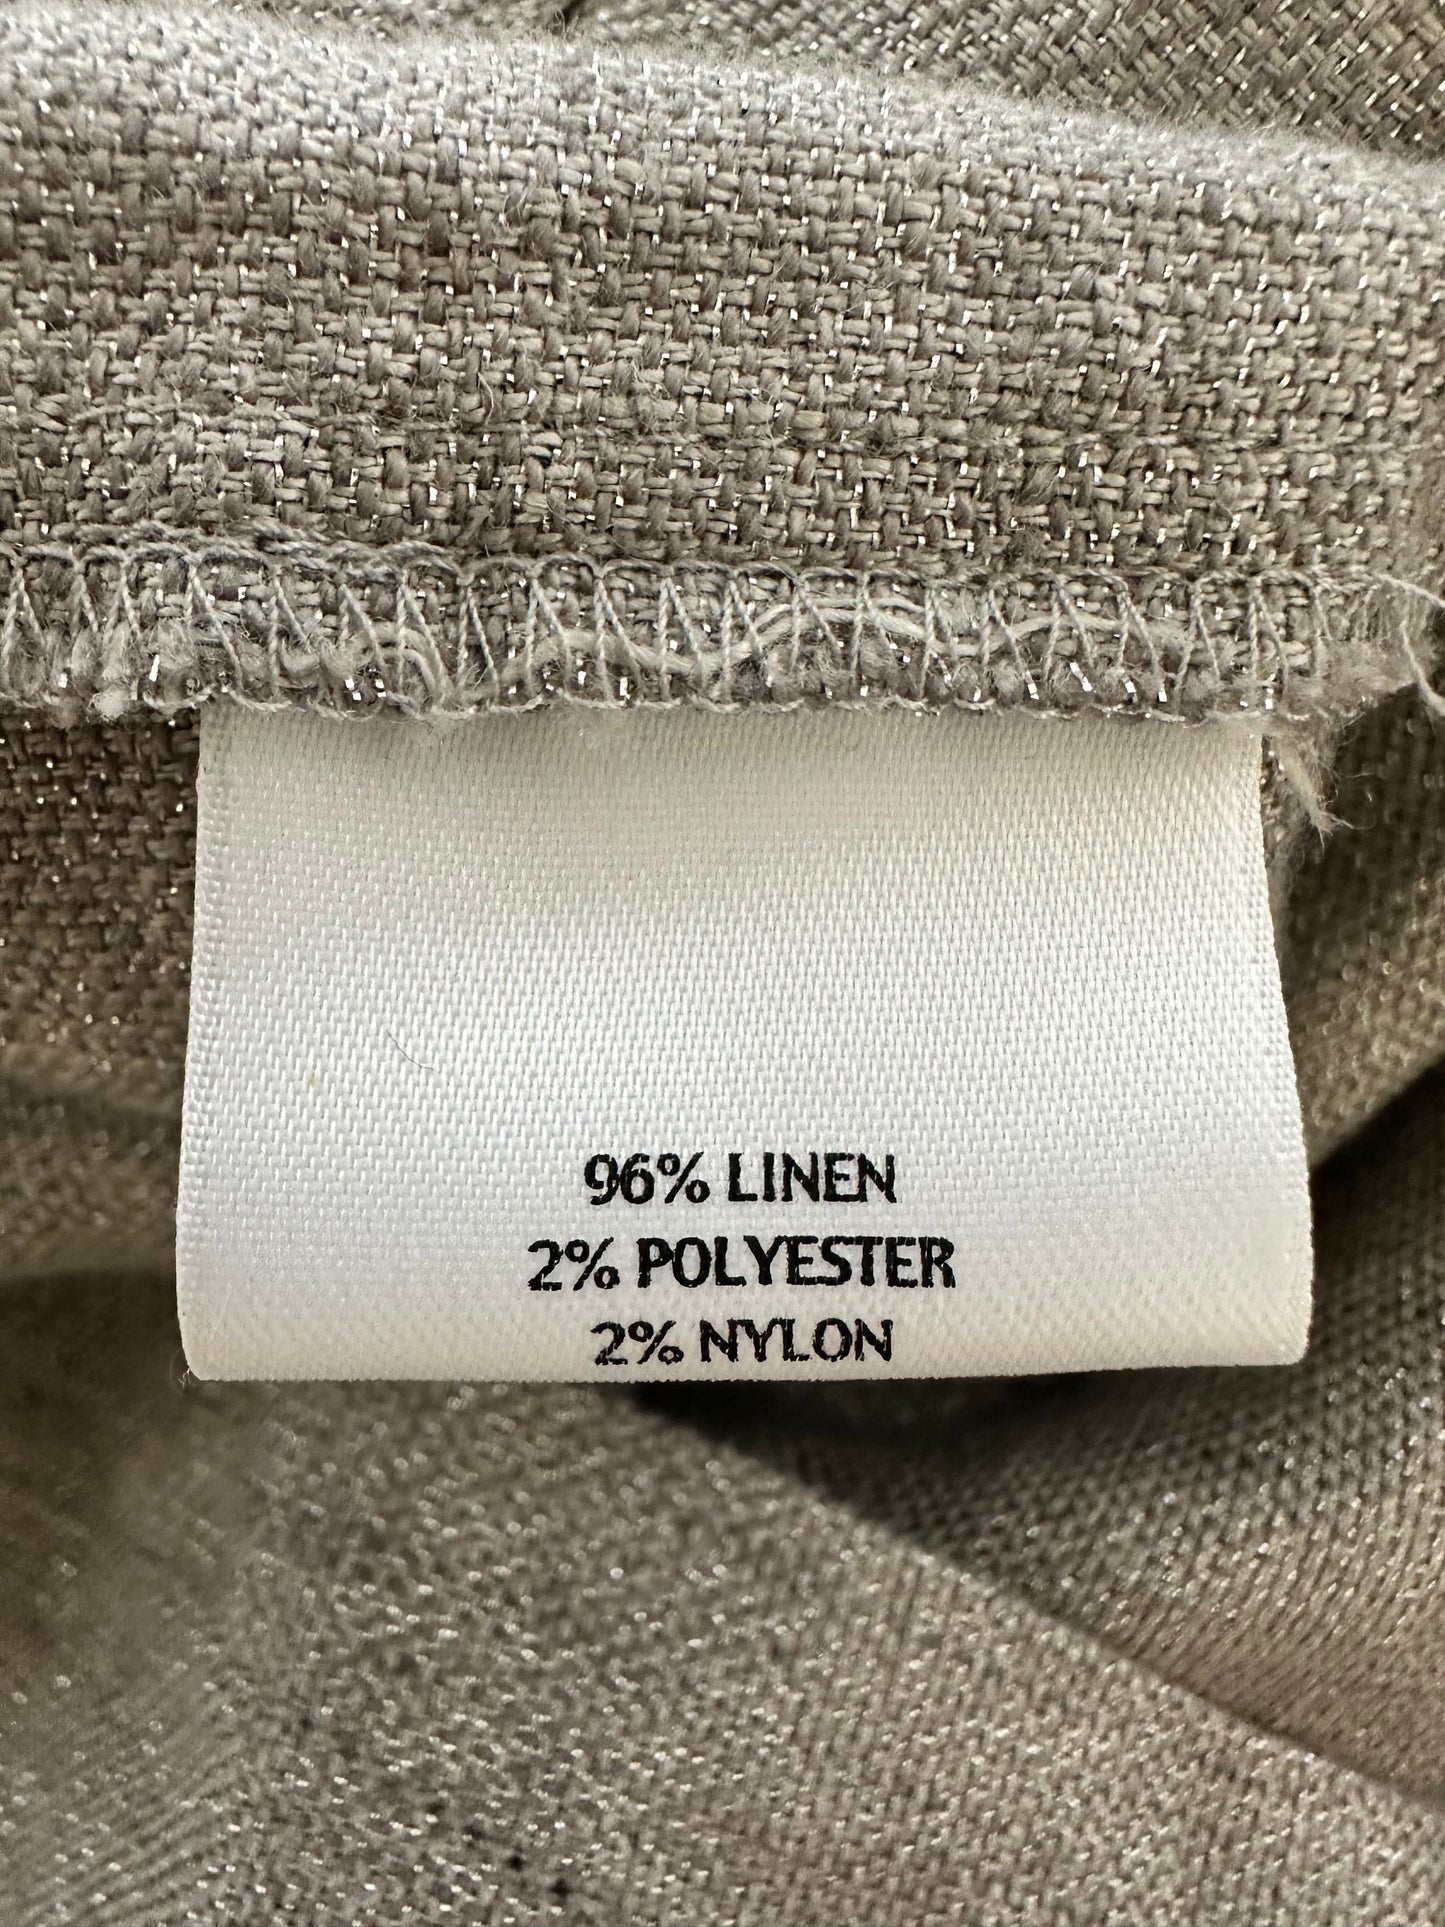 96% LINEN
2% POLYESTER
2% NYLON